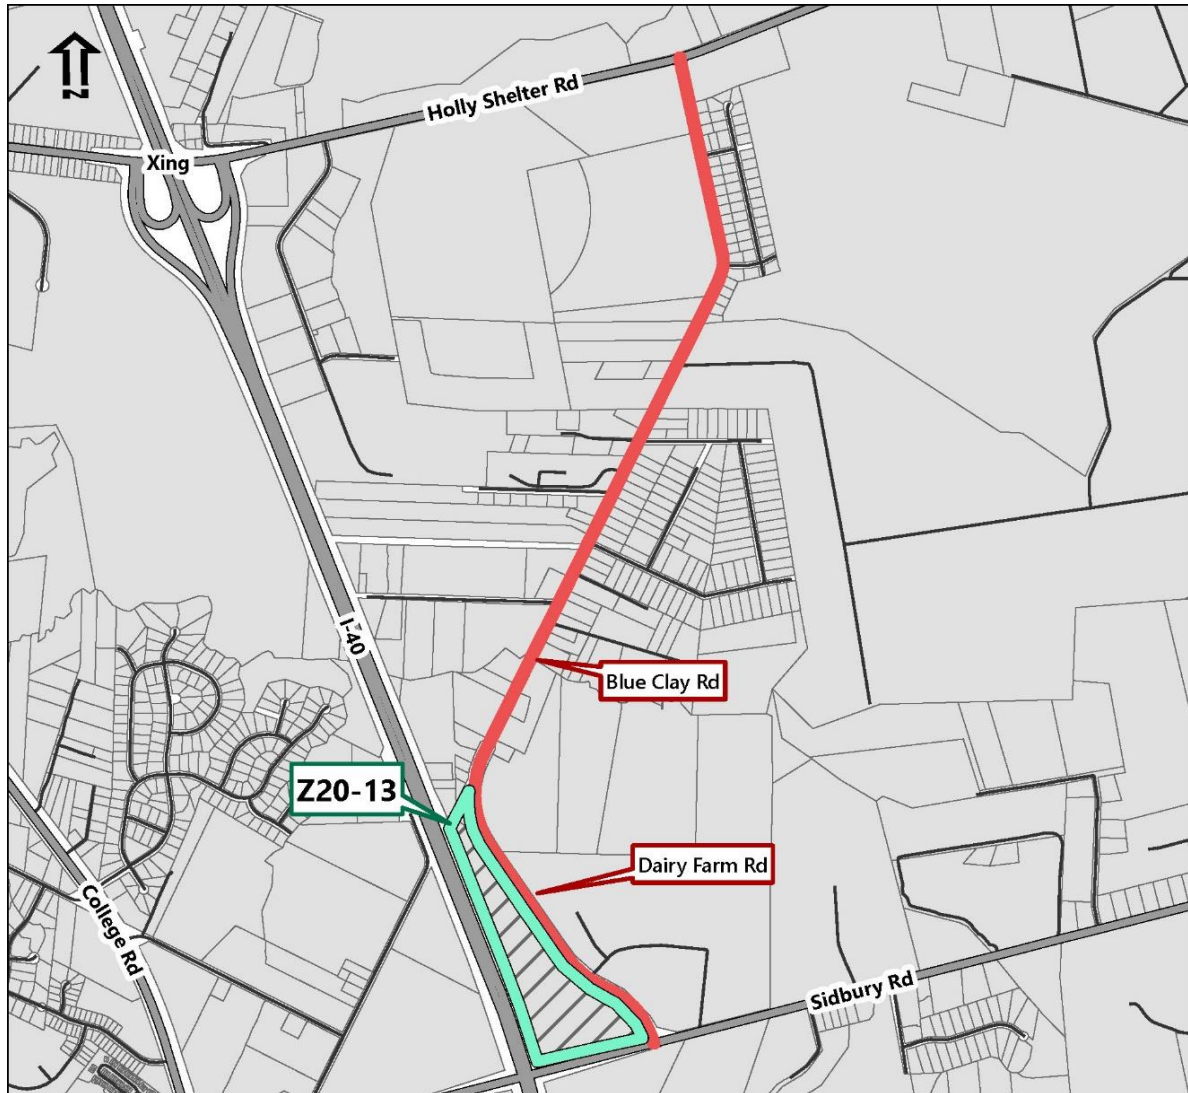 N
Holly Shelter Rd
Xing
I-40
Blue Clay Rd
Z20-13
Dairy Farm Rd
College Rd
Sidbury Rd